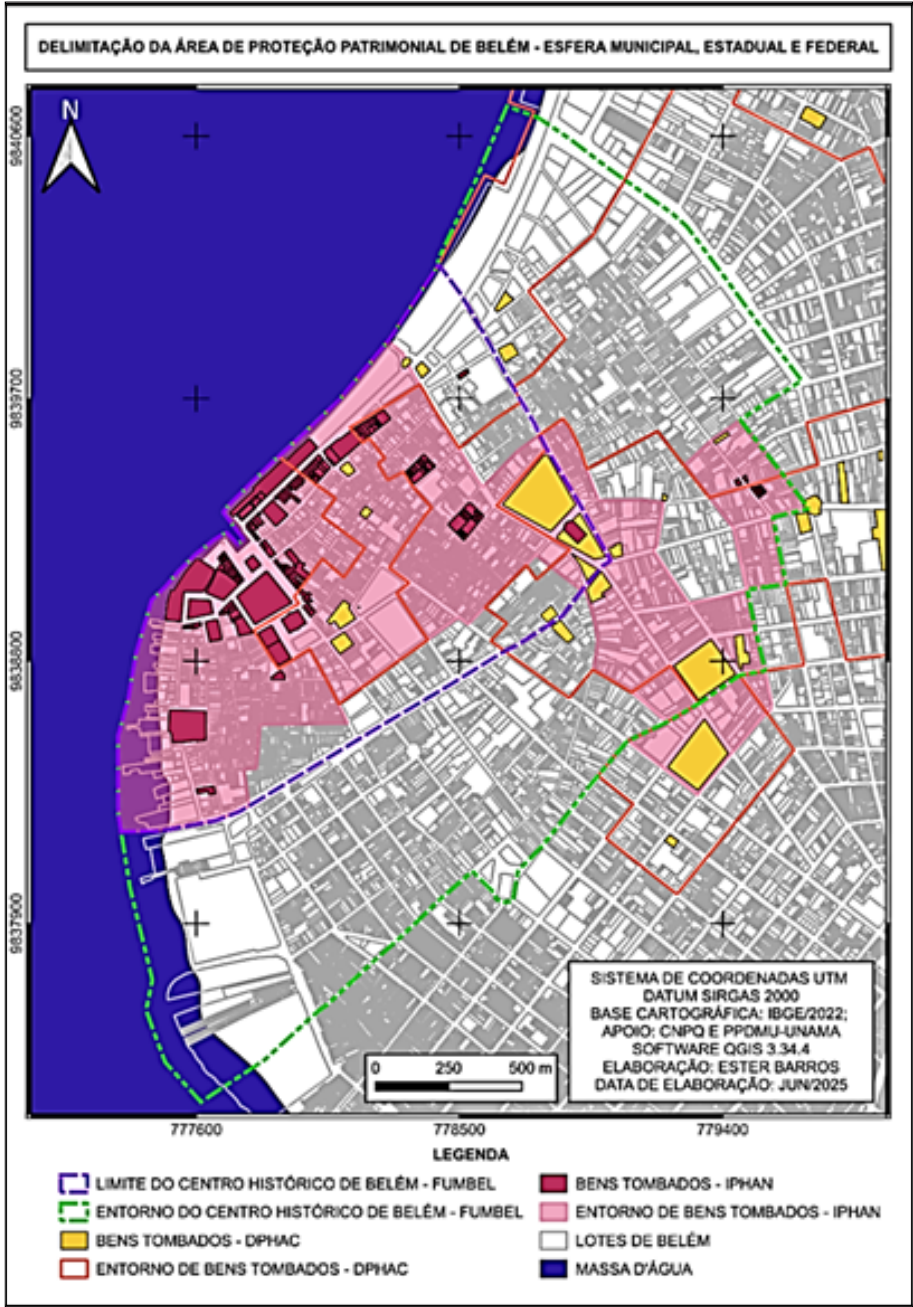 DELIMITAÇÃO DA ÁREA DE PROTEÇÃO PATRIMONIAL DE BELÉM - ESFERA MUNICIPAL, ESTADUAL E FEDERAL
N
9840600
9839700
9838800
9837900
SISTEMA DE COORDENADAS UTM
DATUM SIRGAS 2000
BASE CARTOGRÁFICA: IBGE/2022;
APOIO: CNPQ E PPDMU-UNAMA
SOFTWARE QGIS 3.34.4
ELABORAÇÃO: ESTER BARROS
DATA DE ELABORAÇÃO: JUN/2025
0 250 500 m
777600 778500 779400
LEGENDA
LIMITE DO CENTRO HISTÓRICO DE BELÉM - FUMBEL
ENTORNO DO CENTRO HISTÓRICO DE BELÉM - FUMBEL
BENS TOMBADOS - DPHAC
ENTORNO DE BENS TOMBADOS - DPHAC
BENS TOMBADOS - IPHAN
ENTORNO DE BENS TOMBADOS - IPHAN
LOTES DE BELÉM
MASSA D'ÁGUA